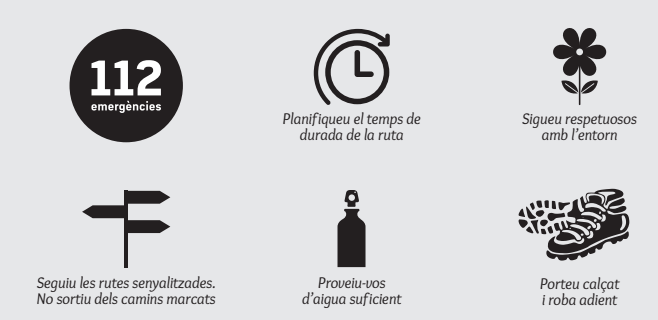 112
emergències
Planifiqueu el temps de
durada de la ruta
Sigueu respetuosos
amb l'entorn
Seguiu les rutes senyalitzades.
No sortiu dels camins marcats
Proveiu-vos
d'aigua suficient
Porteu calçat
i roba adient